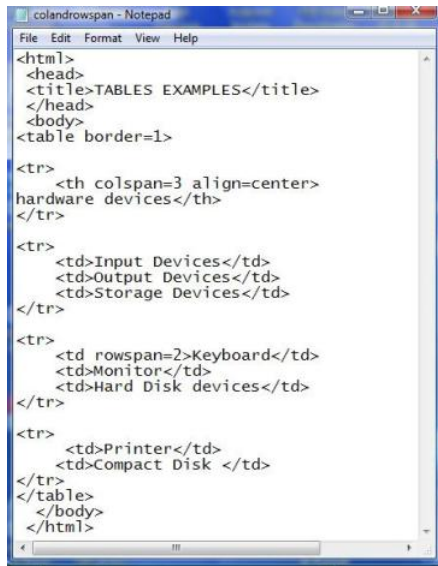 colandrowspan - Notepad
File Edit Format View Help
<html>
<head>
<title>TABLES EXAMPLES</title>
</head>
<body>
<table border=1>
<tr>
<th colspan=3 align=center>
hardware devices</th>
</tr>
<tr>
<td>Input Devices</td>
<td>Output Devices</td>
<td>Storage Devices</td>
</tr>
<tr>
<td rowspan=2>Keyboard</td>
<td>Monitor</td>
<td>Hard Disk devices</td>
</tr>
<tr>
<td>Printer</td>
<td>Compact Disk </td>
</tr>
</table>
</body>
</html>